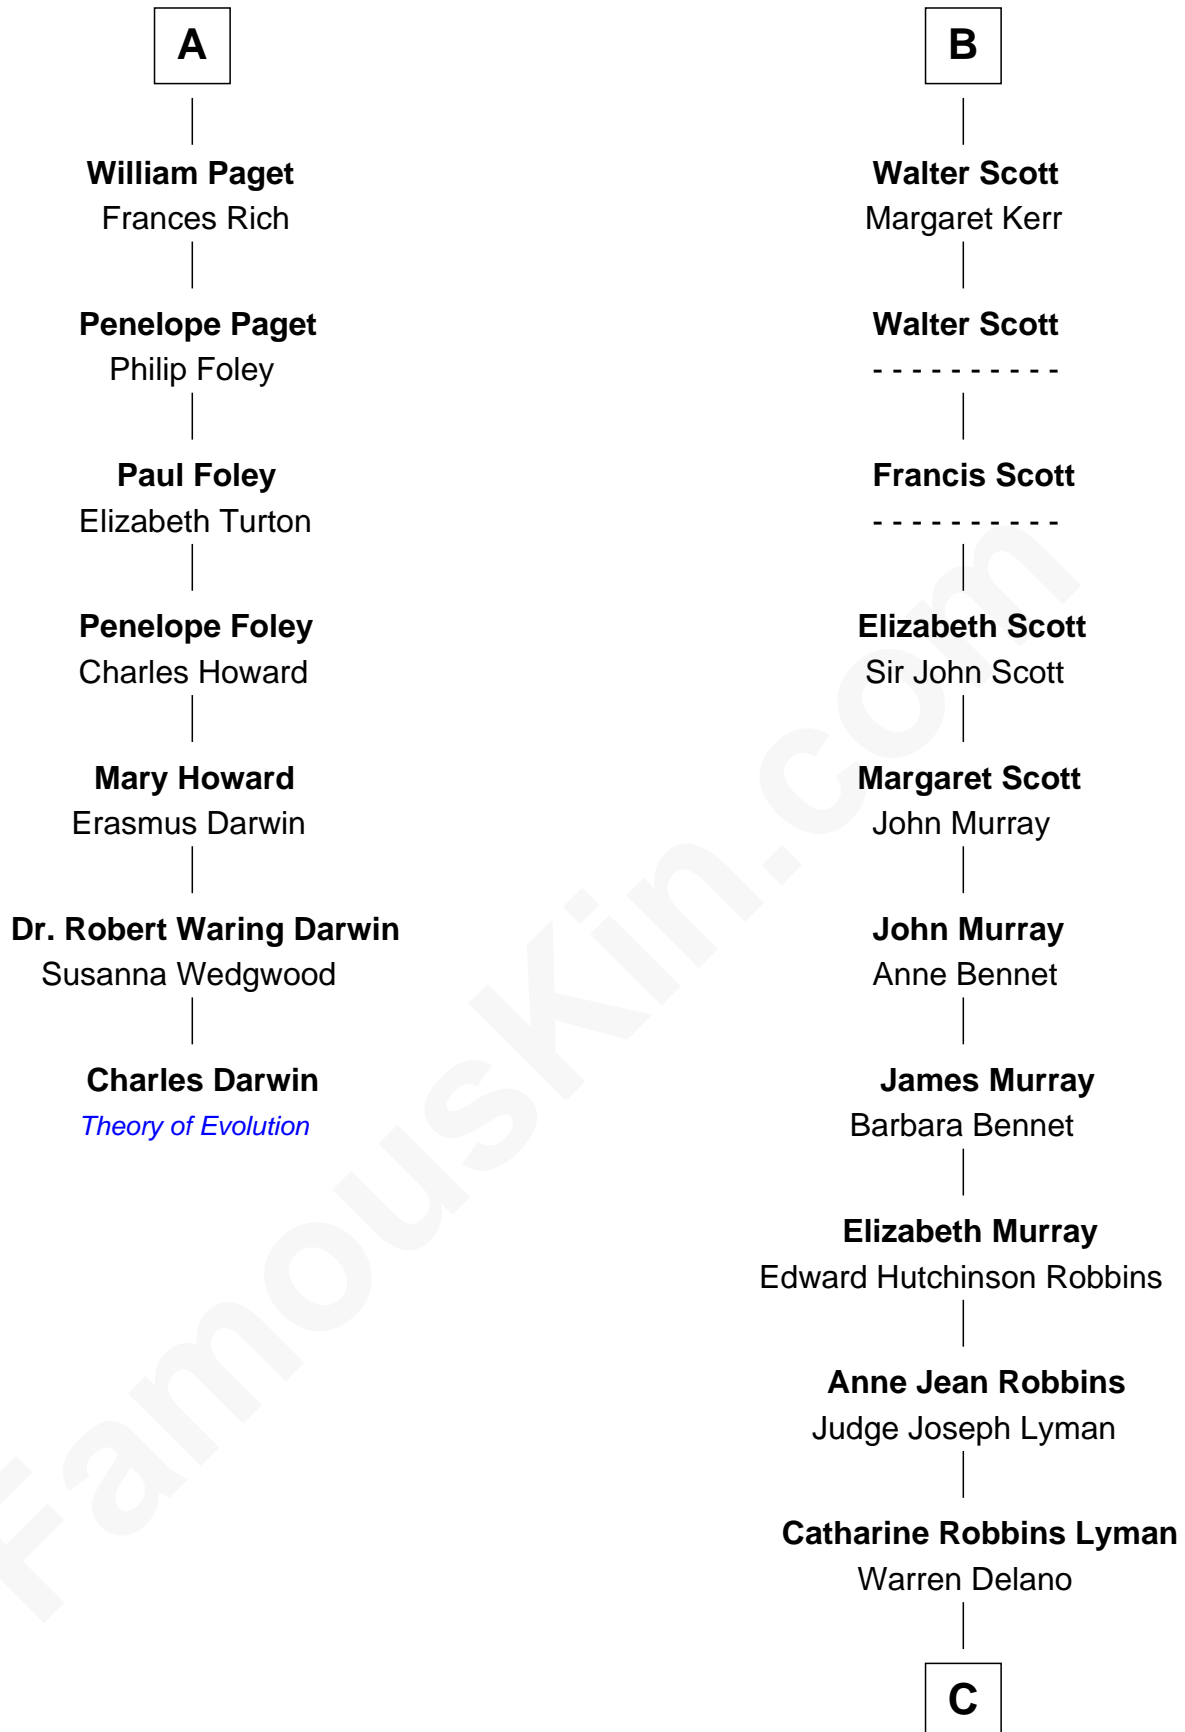 A
William Paget
Frances Rich
Penelope Paget
Philip Foley
Paul Foley
Elizabeth Turton
Penelope Foley
Charles Howard
Mary Howard
Erasmus Darwin
Dr. Robert Waring Darwin
Susanna Wedgwood
Charles Darwin
Theory of Evolution
B
Walter Scott
Margaret Kerr
Walter Scott
- - - - - - - - - -
Francis Scott
- - - - - - - - - -
Elizabeth Scott
Sir John Scott
Margaret Scott
John Murray
John Murray
Anne Bennet
James Murray
Barbara Bennet
Elizabeth Murray
Edward Hutchinson Robbins
Anne Jean Robbins
Judge Joseph Lyman
Catharine Robbins Lyman
Warren Delano
C
FamousKin.com